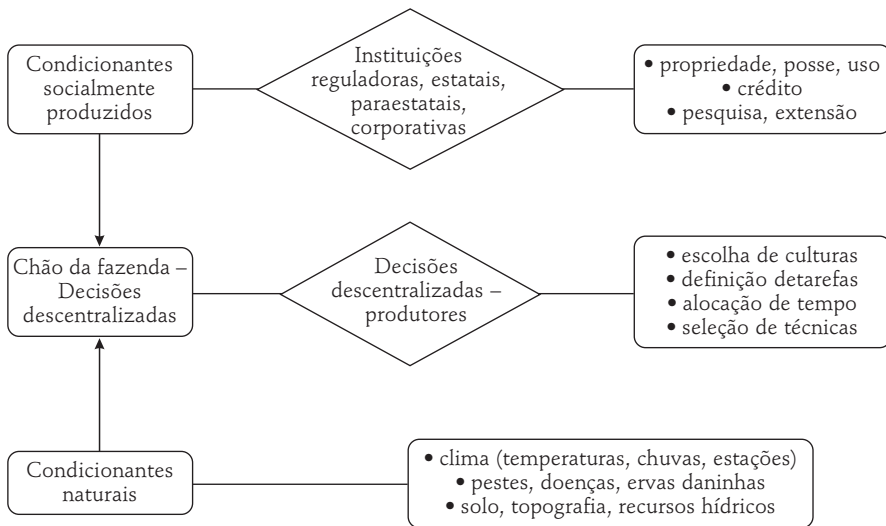 Condicionantes
socialmente
produzidos
Instituições
reguladoras, estatais,
paraestatais,
corporativas
• propriedade, posse, uso
• crédito
• pesquisa, extensão
Chão da fazenda –
Decisões
descentralizadas
Decisões
descentralizadas –
produtores
• escolha de culturas
• definição detarefas
• alocação de tempo
• seleção de técnicas
Condicionantes
naturais
• clima (temperaturas, chuvas, estações)
• pestes, doenças, ervas daninhas
• solo, topografia, recursos hídricos